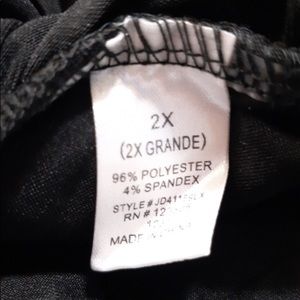 2X
(2X GRANDE)
96% POLYESTER
4% SPANDEX
STYLE #
RN #
MADE